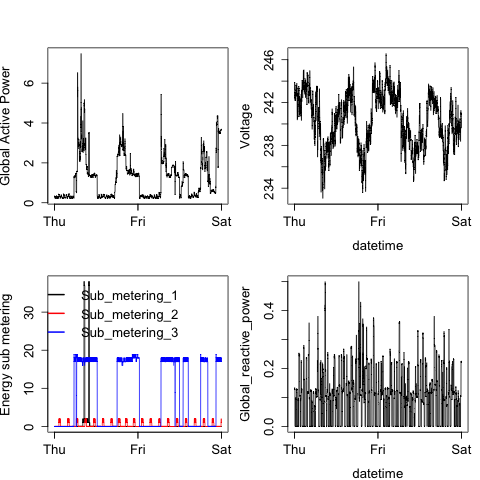 Global Active Power
0 2 4 6
Thu Fri Sat
Voltage
234 238 242 246
Thu Fri Sat
datetime
Energy sub metering
0 10 20 30
Sub_metering_1
Sub_metering_2
Sub_metering_3
Thu Fri Sat
Global_reactive_power
0.0 0.2 0.4
Thu Fri Sat
datetime